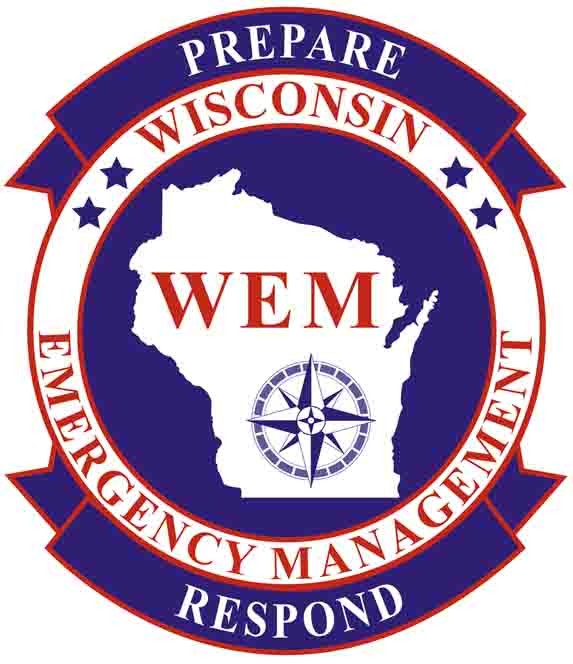 PREPARE
WISCONSIN
WEM
EMERGENCY MANAGEMENT
RESPOND